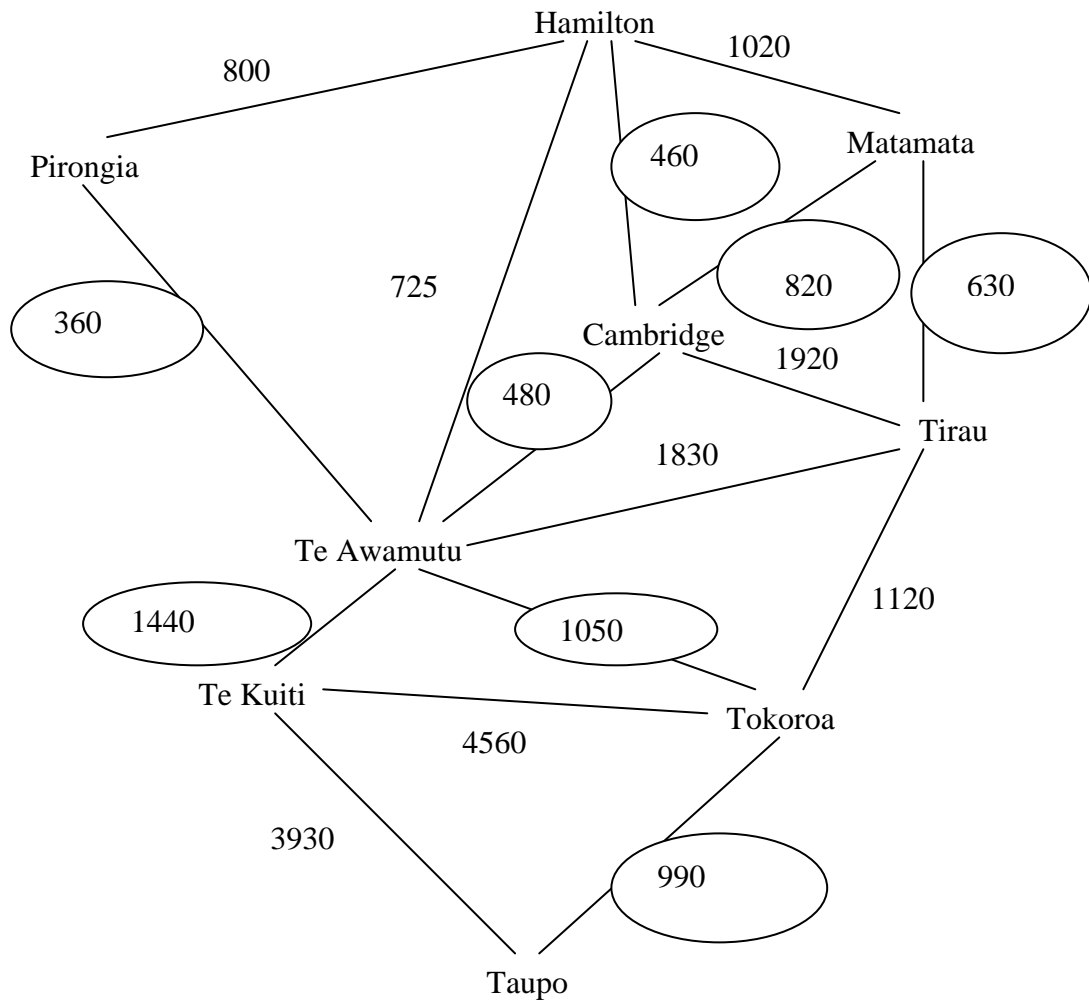 Hamilton
1020
800
Matamata
460
Pirongia
725
820
630
360
Cambridge
1920
480
Tirau
1830
Te Awamutu
1120
1440
1050
Te Kuiti
Tokoroa
4560
3930
990
Taupo